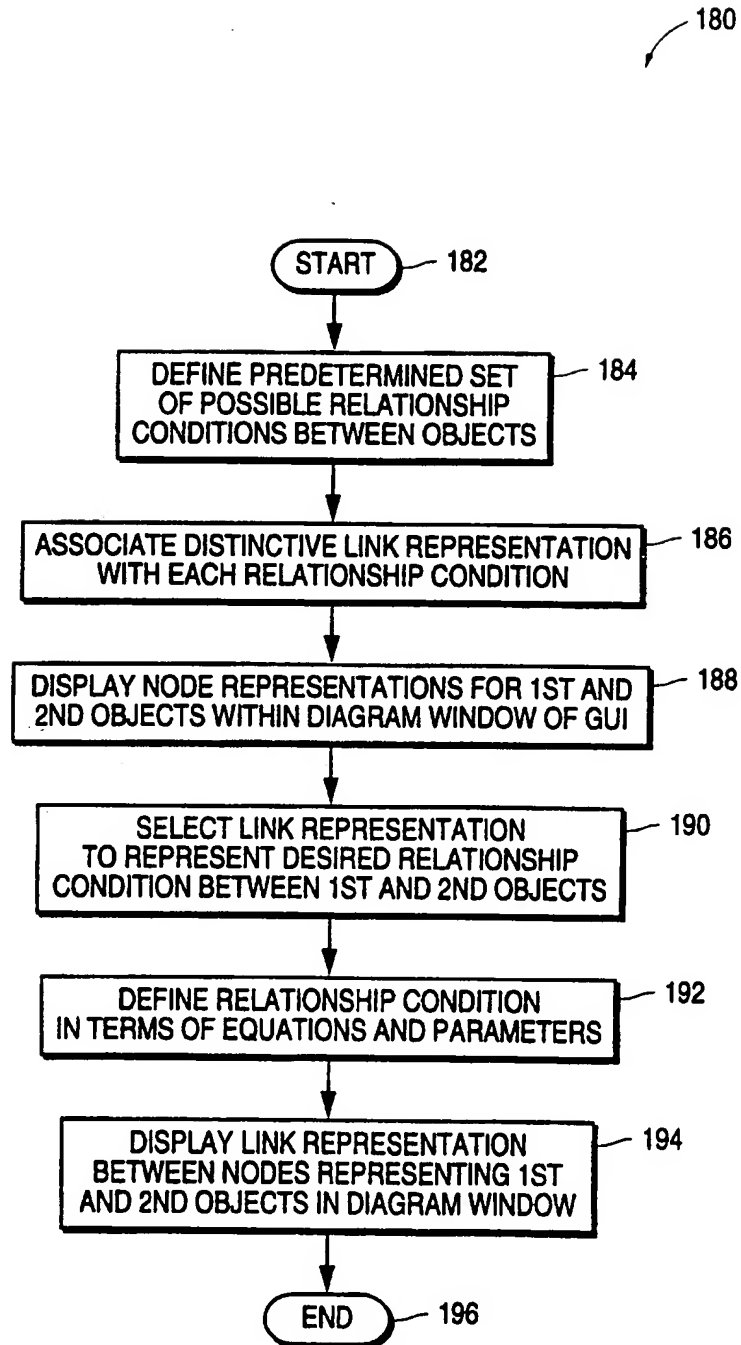 180
START
182
DEFINE PREDETERMINED SET
OF POSSIBLE RELATIONSHIP
CONDITIONS BETWEEN OBJECTS
184
ASSOCIATE DISTINCTIVE LINK REPRESENTATION
WITH EACH RELATIONSHIP CONDITION
186
DISPLAY NODE REPRESENTATIONS FOR 1ST AND
2ND OBJECTS WITHIN DIAGRAM WINDOW OF GUI
188
SELECT LINK REPRESENTATION
TO REPRESENT DESIRED RELATIONSHIP
CONDITION BETWEEN 1ST AND 2ND OBJECTS
190
DEFINE RELATIONSHIP CONDITION
IN TERMS OF EQUATIONS AND PARAMETERS
192
DISPLAY LINK REPRESENTATION
BETWEEN NODES REPRESENTING 1ST
AND 2ND OBJECTS IN DIAGRAM WINDOW
194
END
196